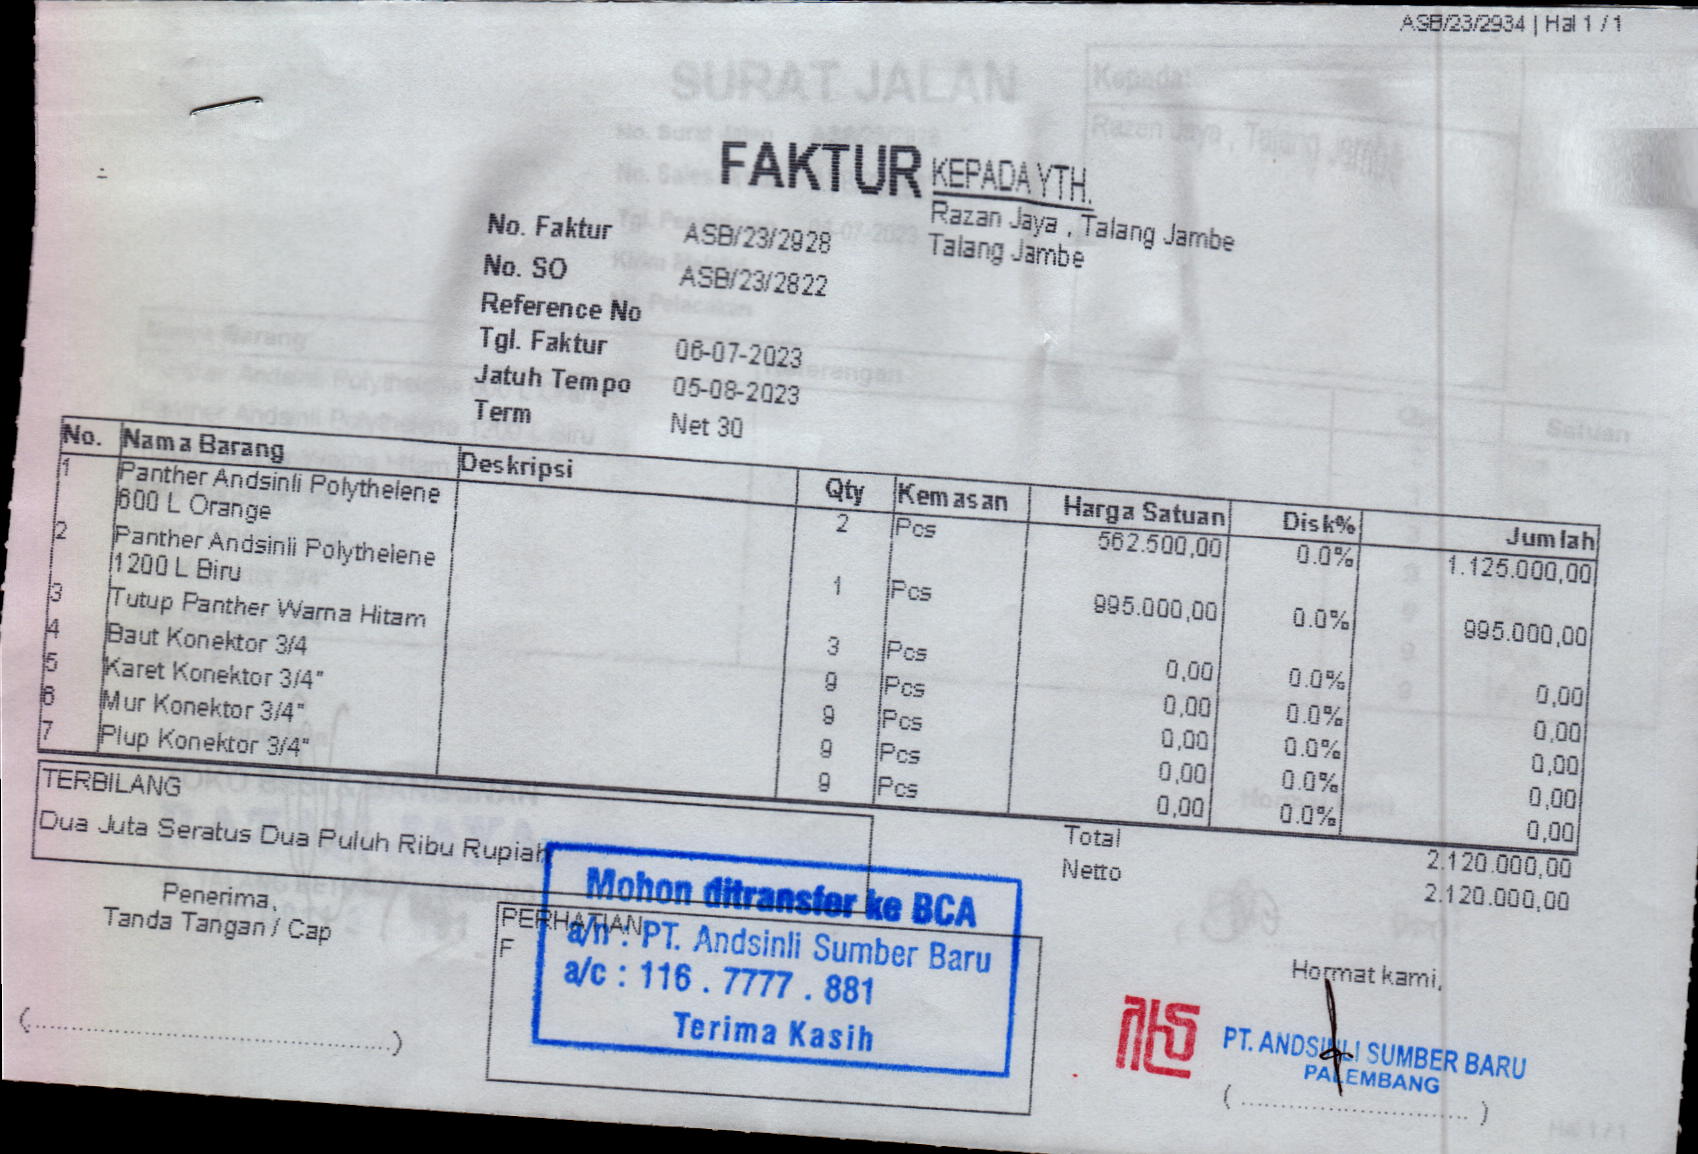 ASB/23/2934 | Hal 1 / 1
SURAT JALAN
Kepada:
Razan Jaya , Talang Jambe
FAKTUR
KEPADA YTH.
Razan Jaya , Talang Jambe
Talang Jambe
No. Faktur ASB/23/2928
No. SO ASB/23/2822
Reference No
Tgl. Faktur 06-07-2023
Jatuh Tempo 05-08-2023
Term Net 30
No. Nama Barang Deskripsi Qty Kemasan Harga Satuan Disk% Jumlah
1 Panther Andsinli Polythelene 2 Pcs 562.500,00 0.0% 1.125.000,00
600 L Orange
2 Panther Andsinli Polythelene 1 Pcs 995.000,00 0.0% 995.000,00
1200 L Biru
3 Tutup Panther Warna Hitam 3 Pcs 0,00 0.0% 0,00
4 Baut Konektor 3/4 9 Pcs 0,00 0.0% 0,00
5 Karet Konektor 3/4" 9 Pcs 0,00 0.0% 0,00
6 Mur Konektor 3/4" 9 Pcs 0,00 0.0% 0,00
7 Plup Konektor 3/4" 9 Pcs 0,00 0.0% 0,00
TERBILANG
Dua Juta Seratus Dua Puluh Ribu Rupiah
Total 2.120.000,00
Netto 2.120.000,00
Penerima,
Tanda Tangan / Cap
(........................................)
PERHATIAN
F
Mohon ditransfer ke BCA
a/n : PT. Andsinli Sumber Baru
a/c : 116 . 7777 . 881
Terima Kasih
Hormat kami,
PT. ANDSINLI SUMBER BARU
PALEMBANG
( .............................. )
Hal 1 / 1